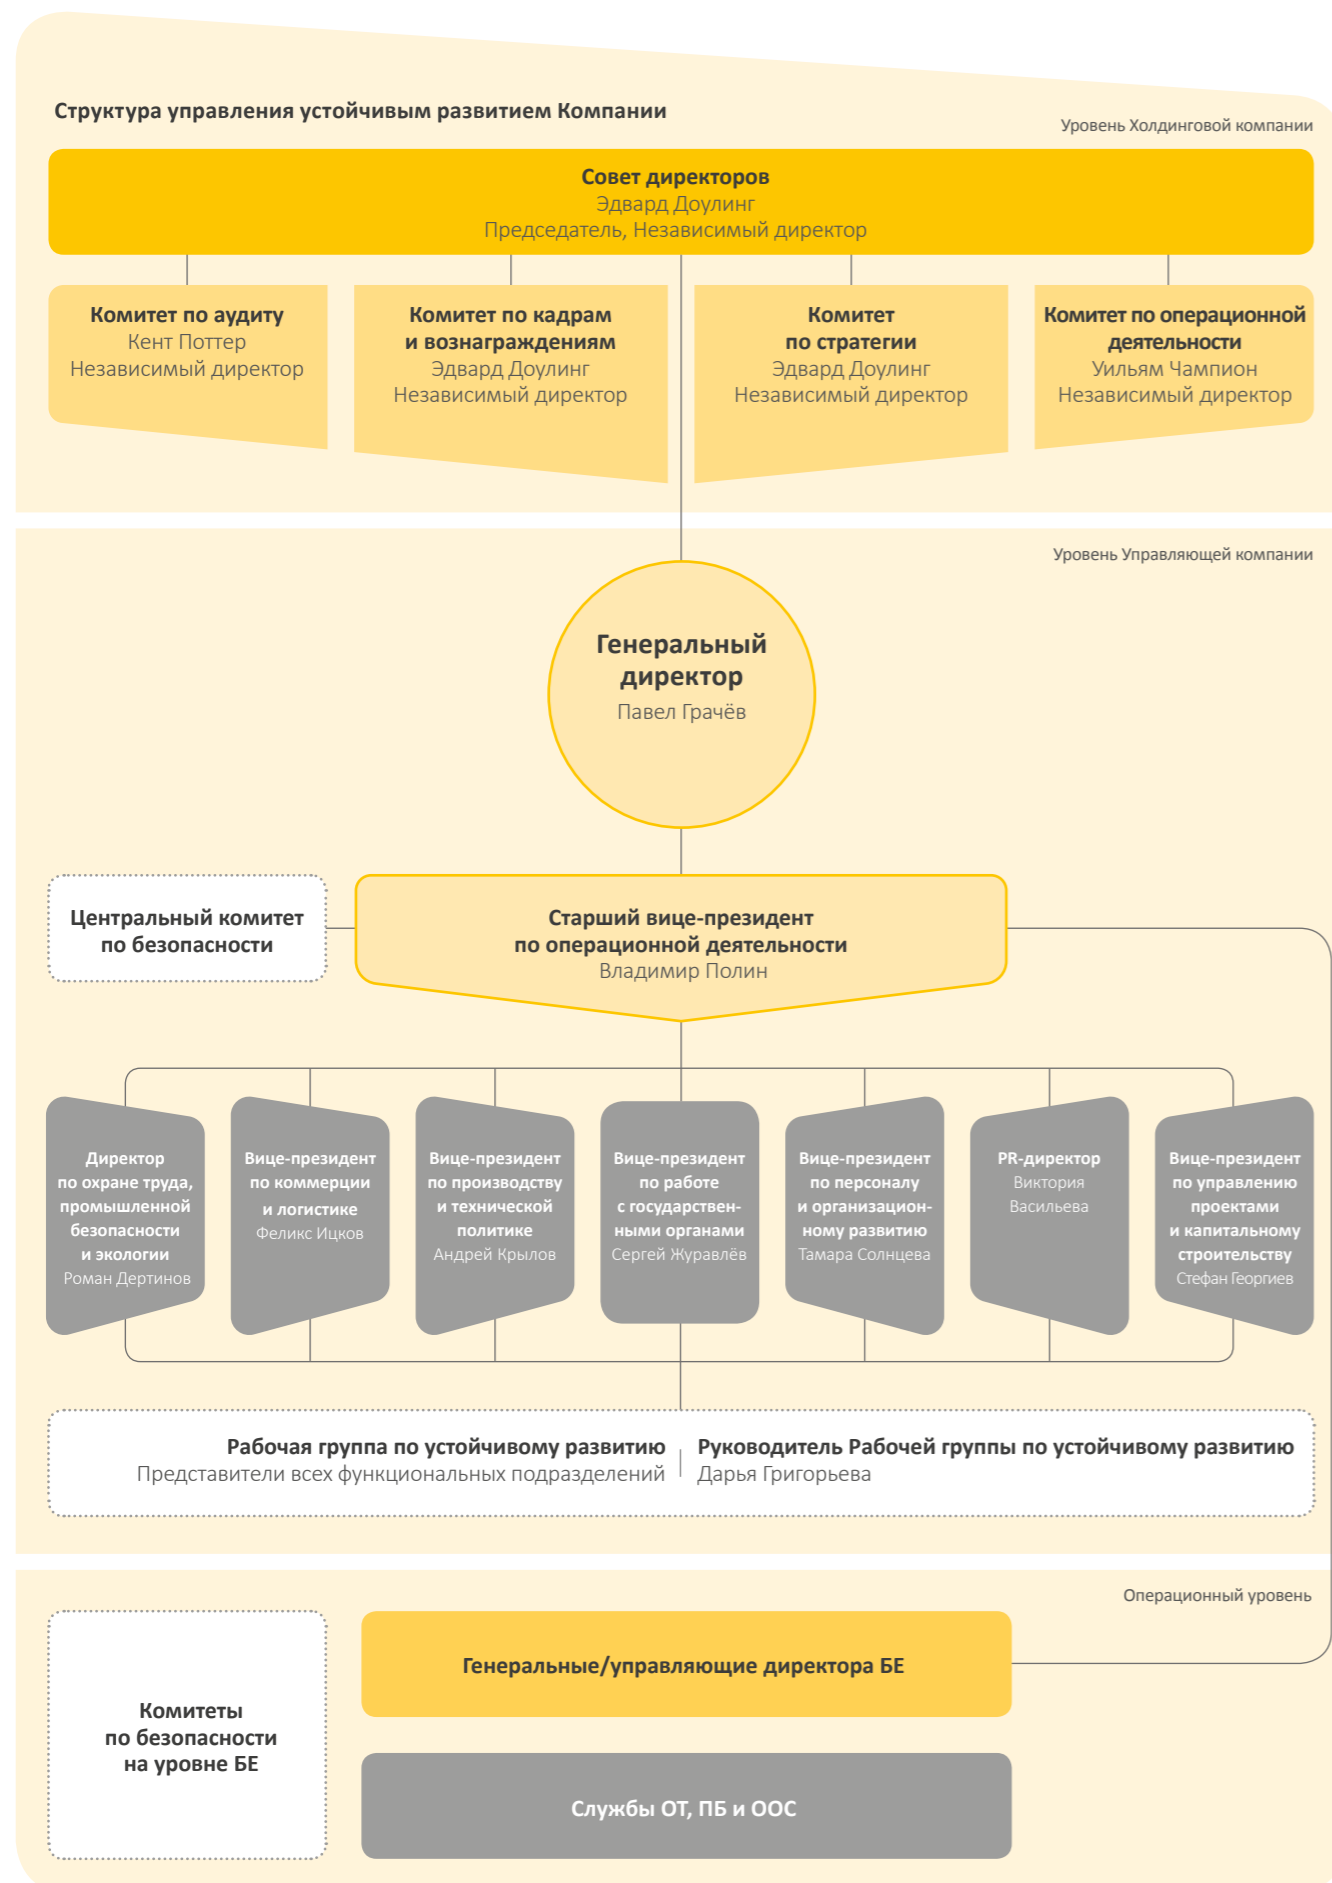 Структура управления устойчивым развитием Компании
Уровень Холдинговой компании
Совет директоров
Эдвард Доулинг
Председатель, Независимый директор
Комитет по аудиту
Кент Поттер
Независимый директор
Комитет по кадрам
и вознаграждениям
Эдвард Доулинг
Независимый директор
Комитет
по стратегии
Эдвард Доулинг
Независимый директор
Комитет по операционной
деятельности
Уильям Чампион
Независимый директор
Уровень Управляющей компании
Генеральный
директор
Павел Грачёв
Центральный комитет
по безопасности
Старший вице-президент
по операционной деятельности
Владимир Полин
Директор
по охране труда,
промышленной
безопасности
и экологии
Роман Дертинов
Вице-президент
по коммерции
и логистике
Феликс Ицков
Вице-президент
по производству
и технической
политике
Андрей Крылов
Вице-президент
по работе
с государствен-
ными органами
Сергей Журавлёв
Вице-президент
по персоналу
и организацион-
ному развитию
Тамара Солнцева
PR-директор
Виктория
Васильева
Вице-президент
по управлению
проектами
и капитальному
строительству
Стефан Георгиев
Рабочая группа по устойчивому развитию
Представители всех функциональных подразделений
Руководитель Рабочей группы по устойчивому развитию
Дарья Григорьева
Операционный уровень
Комитеты
по безопасности
на уровне БЕ
Генеральные/управляющие директора БЕ
Службы ОТ, ПБ и ООС